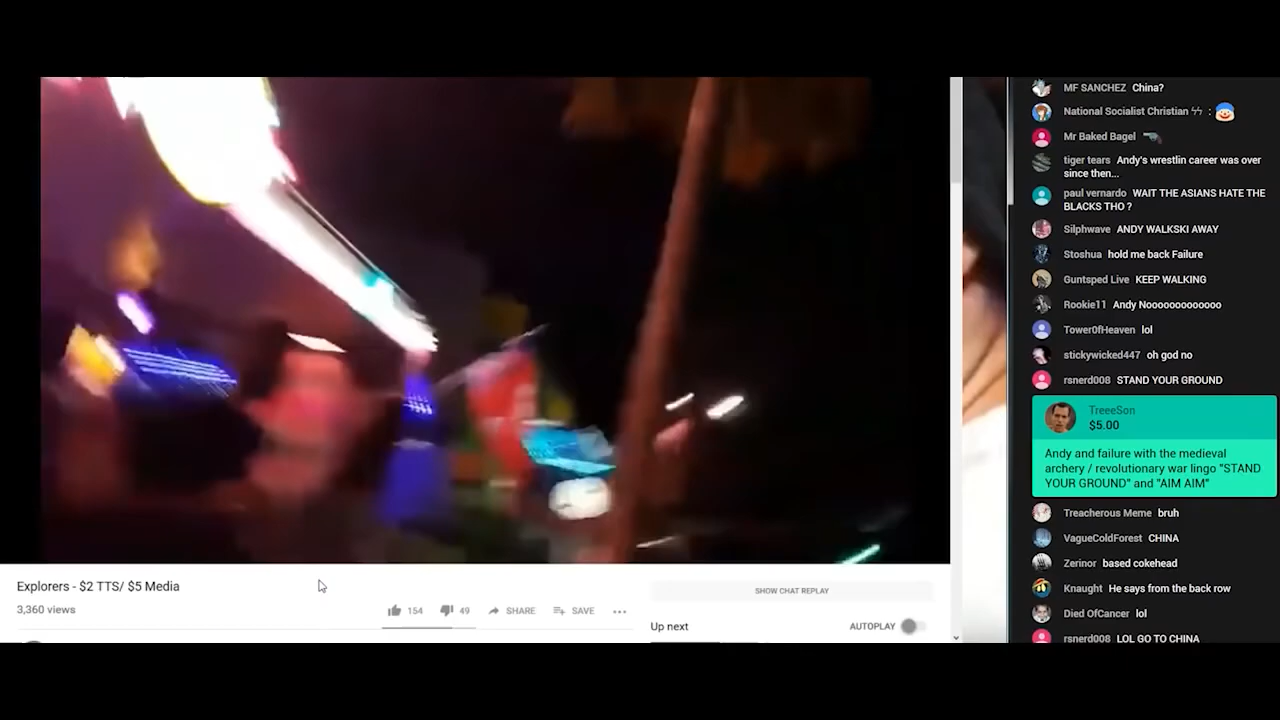 MF SANCHEZ China?
National Socialist Christian ϟϟ :
Mr Baked Bagel
tiger tears Andy's wrestlin career was over
since then...
paul vernardo WAIT THE ASIANS HATE THE
BLACKS THO ?
Silphwave ANDY WALKSKI AWAY
Stoshua hold me back Failure
Guntsped Live KEEP WALKING
Rookie11 Andy Nooooooooooooo
Tower0fHeaven lol
stickywicked447 oh god no
rsnerd008 STAND YOUR GROUND
TreeeSon
$5.00
Andy and failure with the medieval
archery / revolutionary war lingo "STAND
YOUR GROUND" and "AIM AIM"
Treacherous Meme bruh
VagueColdForest CHINA
Zerinor based cokehead
Knaught He says from the back row
Died OfCancer lol
rsnerd008 LOL GO TO CHINA
Explorers - $2 TTS/ $5 Media
3,360 views
154 49 SHARE SAVE
SHOW CHAT REPLAY
Up next AUTOPLAY